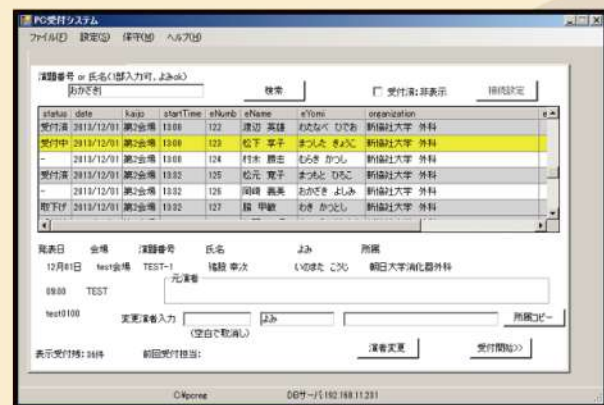 PC受付システム
ファイル(F) 設定(S) 保守(M) ヘルプ(H)
演題番号 or 氏名(1部入力可, よみok)
おかざき 検索 受付済:非表示 接続設定
status date kaijo startTime eNumb eName eYomi organization
受付済 2013/12/01 第2会場 13:08 122 渡辺 英雄 わたなべ ひでお 新協社大学 外科
受付中 2013/12/01 第2会場 13:08 123 松下 享子 まつした きょうこ 新協社大学 外科
- 2013/12/01 第2会場 13:08 124 村木 勝志 むらき かつし 新協社大学 外科
受付済 2013/12/01 第2会場 13:32 125 松元 寛子 まつもと ひろこ 新協社大学 外科
- 2013/12/01 第2会場 13:32 126 岡崎 義美 おかざき よしみ 新協社大学 外科
取下げ 2013/12/01 第2会場 13:32 127 脇 甲敏 わき かつとし 新協社大学 外科
発表日 会場 演題番号 氏名 よみ 所属
12月01日 test会場 TEST-1 猪股 幸次 いのまた こうじ 朝日大学消化器外科
元演者
09:00 TEST
test0100 変更演者入力 よみ 所属コピー
(空白で取消し)
表示受付残:36件 前回受付担当: 演者変更 受付開始>>
C:¥pcreg DBサーバ:192.168.11.231